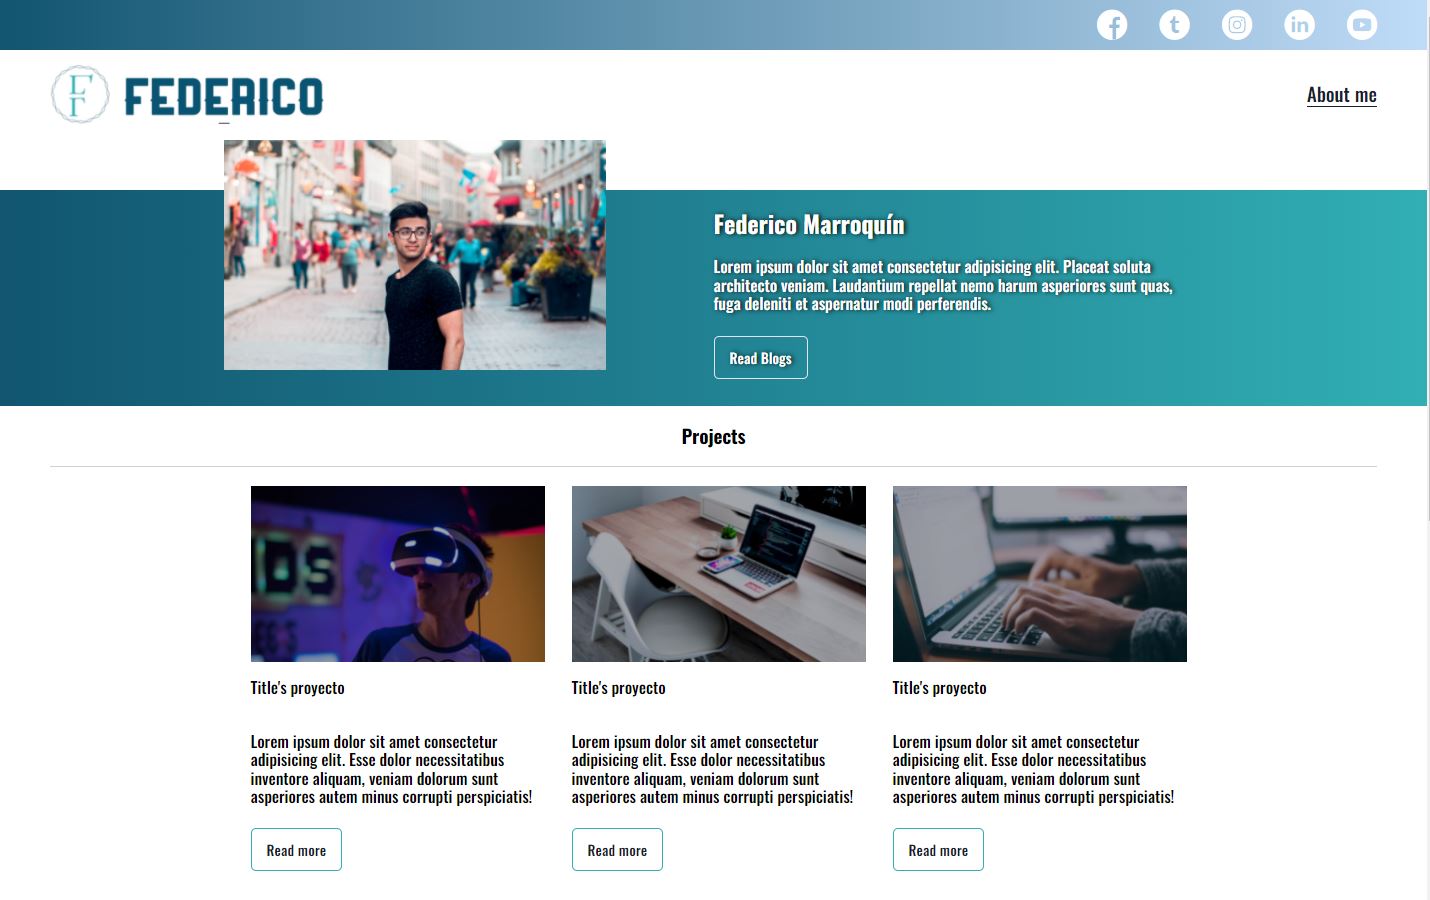 FEDERICO
About me
Federico Marroquín
Lorem ipsum dolor sit amet consectetur adipisicing elit. Placeat soluta
architecto veniam. Laudantium repellat nemo harum asperiores sunt quas,
fuga deleniti et aspernatur modi perferendis.
Read Blogs
Projects
Title's proyecto
Lorem ipsum dolor sit amet consectetur
adipisicing elit. Esse dolor necessitatibus
inventore aliquam, veniam dolorum sunt
asperiores autem minus corrupti perspiciatis!
Read more
Title's proyecto
Lorem ipsum dolor sit amet consectetur
adipisicing elit. Esse dolor necessitatibus
inventore aliquam, veniam dolorum sunt
asperiores autem minus corrupti perspiciatis!
Read more
Title's proyecto
Lorem ipsum dolor sit amet consectetur
adipisicing elit. Esse dolor necessitatibus
inventore aliquam, veniam dolorum sunt
asperiores autem minus corrupti perspiciatis!
Read more